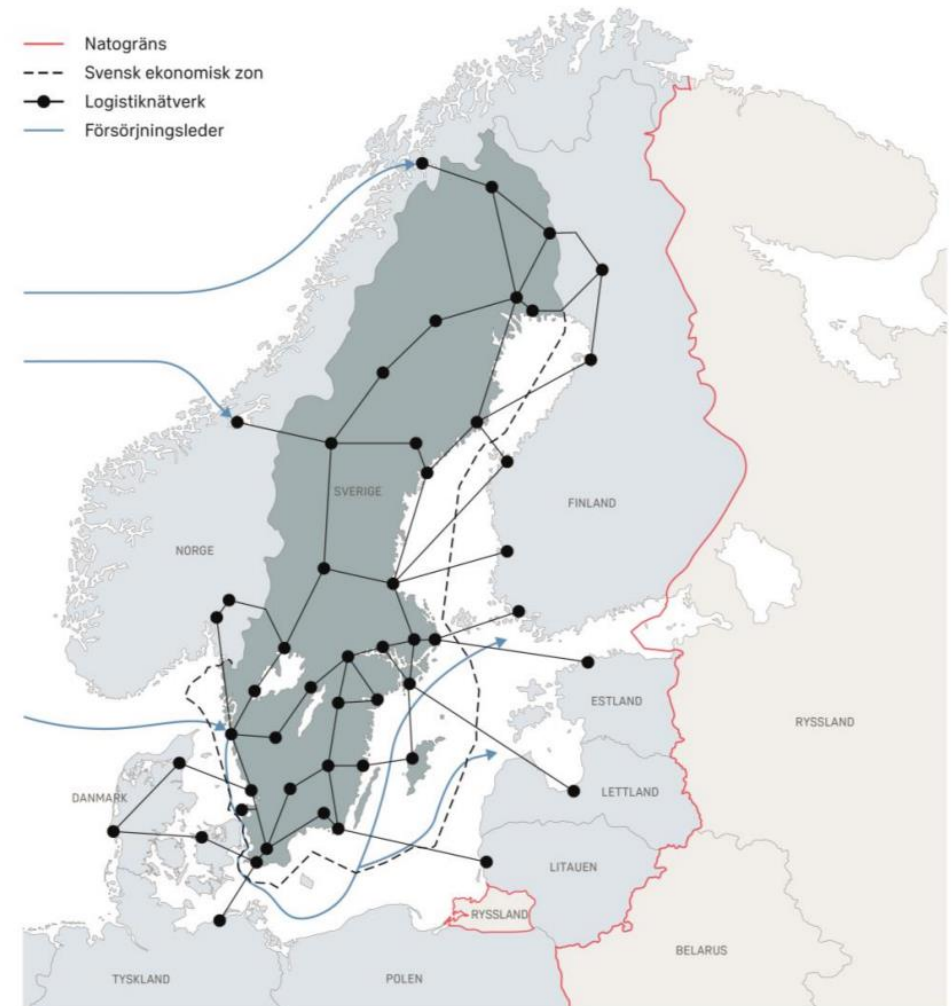 Natogräns
Svensk ekonomisk zon
Logistiknätverk
Försörjningsleder
SVERIGE
FINLAND
NORGE
ESTLAND
RYSSLAND
DANMARK
LETTLAND
LITAUEN
RYSSLAND
BELARUS
TYSKLAND
POLEN